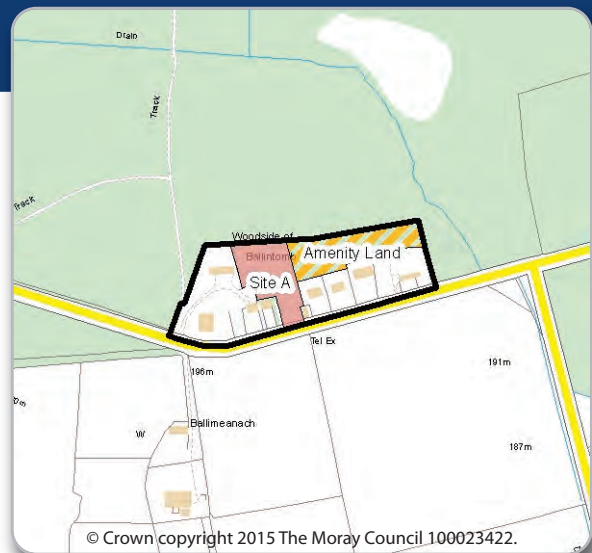 Drain
Track
Track
Woodside of
Ballintomb
Amenity Land
Site A
Tel Ex
196m
191m
Ballimeanach
W
187m
© Crown copyright 2015 The Moray Council 100023422.